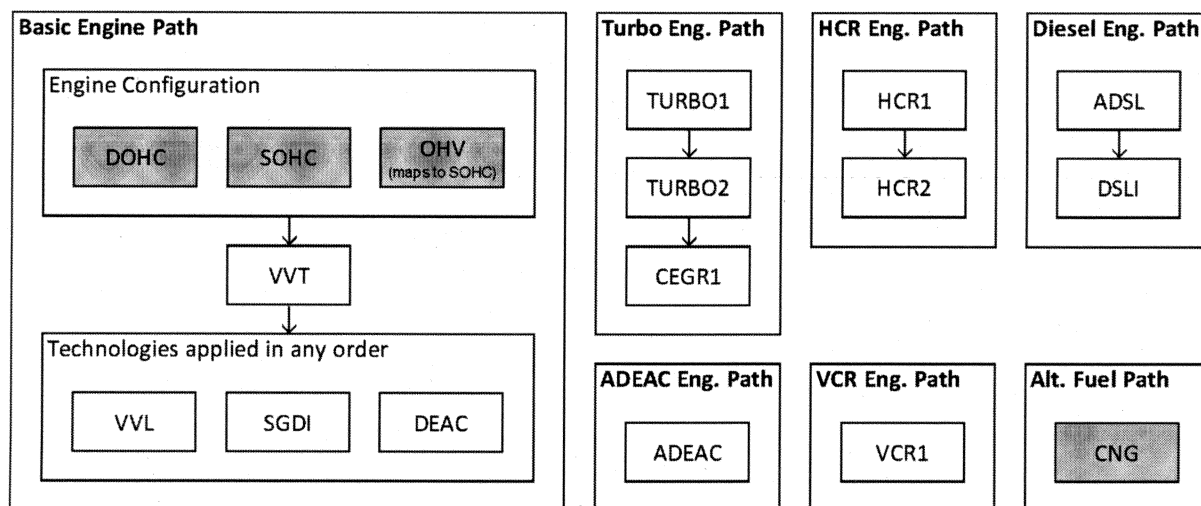 Basic Engine Path
Engine Configuration
DOHC
SOHC
OHV
(maps to SOHC)
VVT
Technologies applied in any order
VVL
SGDI
DEAC
Turbo Eng. Path
TURBO1
TURBO2
CEGR1
HCR Eng. Path
HCR1
HCR2
Diesel Eng. Path
ADSL
DSLI
ADEAC Eng. Path
ADEAC
VCR Eng. Path
VCR1
Alt. Fuel Path
CNG